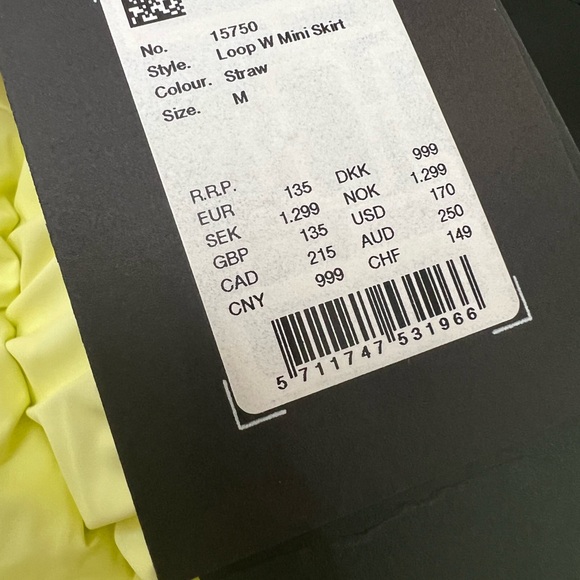 No. 15750
Style. Loop W Mini Skirt
Colour. Straw
Size. M
R.R.P.
EUR 135 DKK 999
SEK 1.299 NOK 1.299
GBP 135 USD 170
CAD 215 AUD 250
CNY 999 CHF 149
5 711747 531966